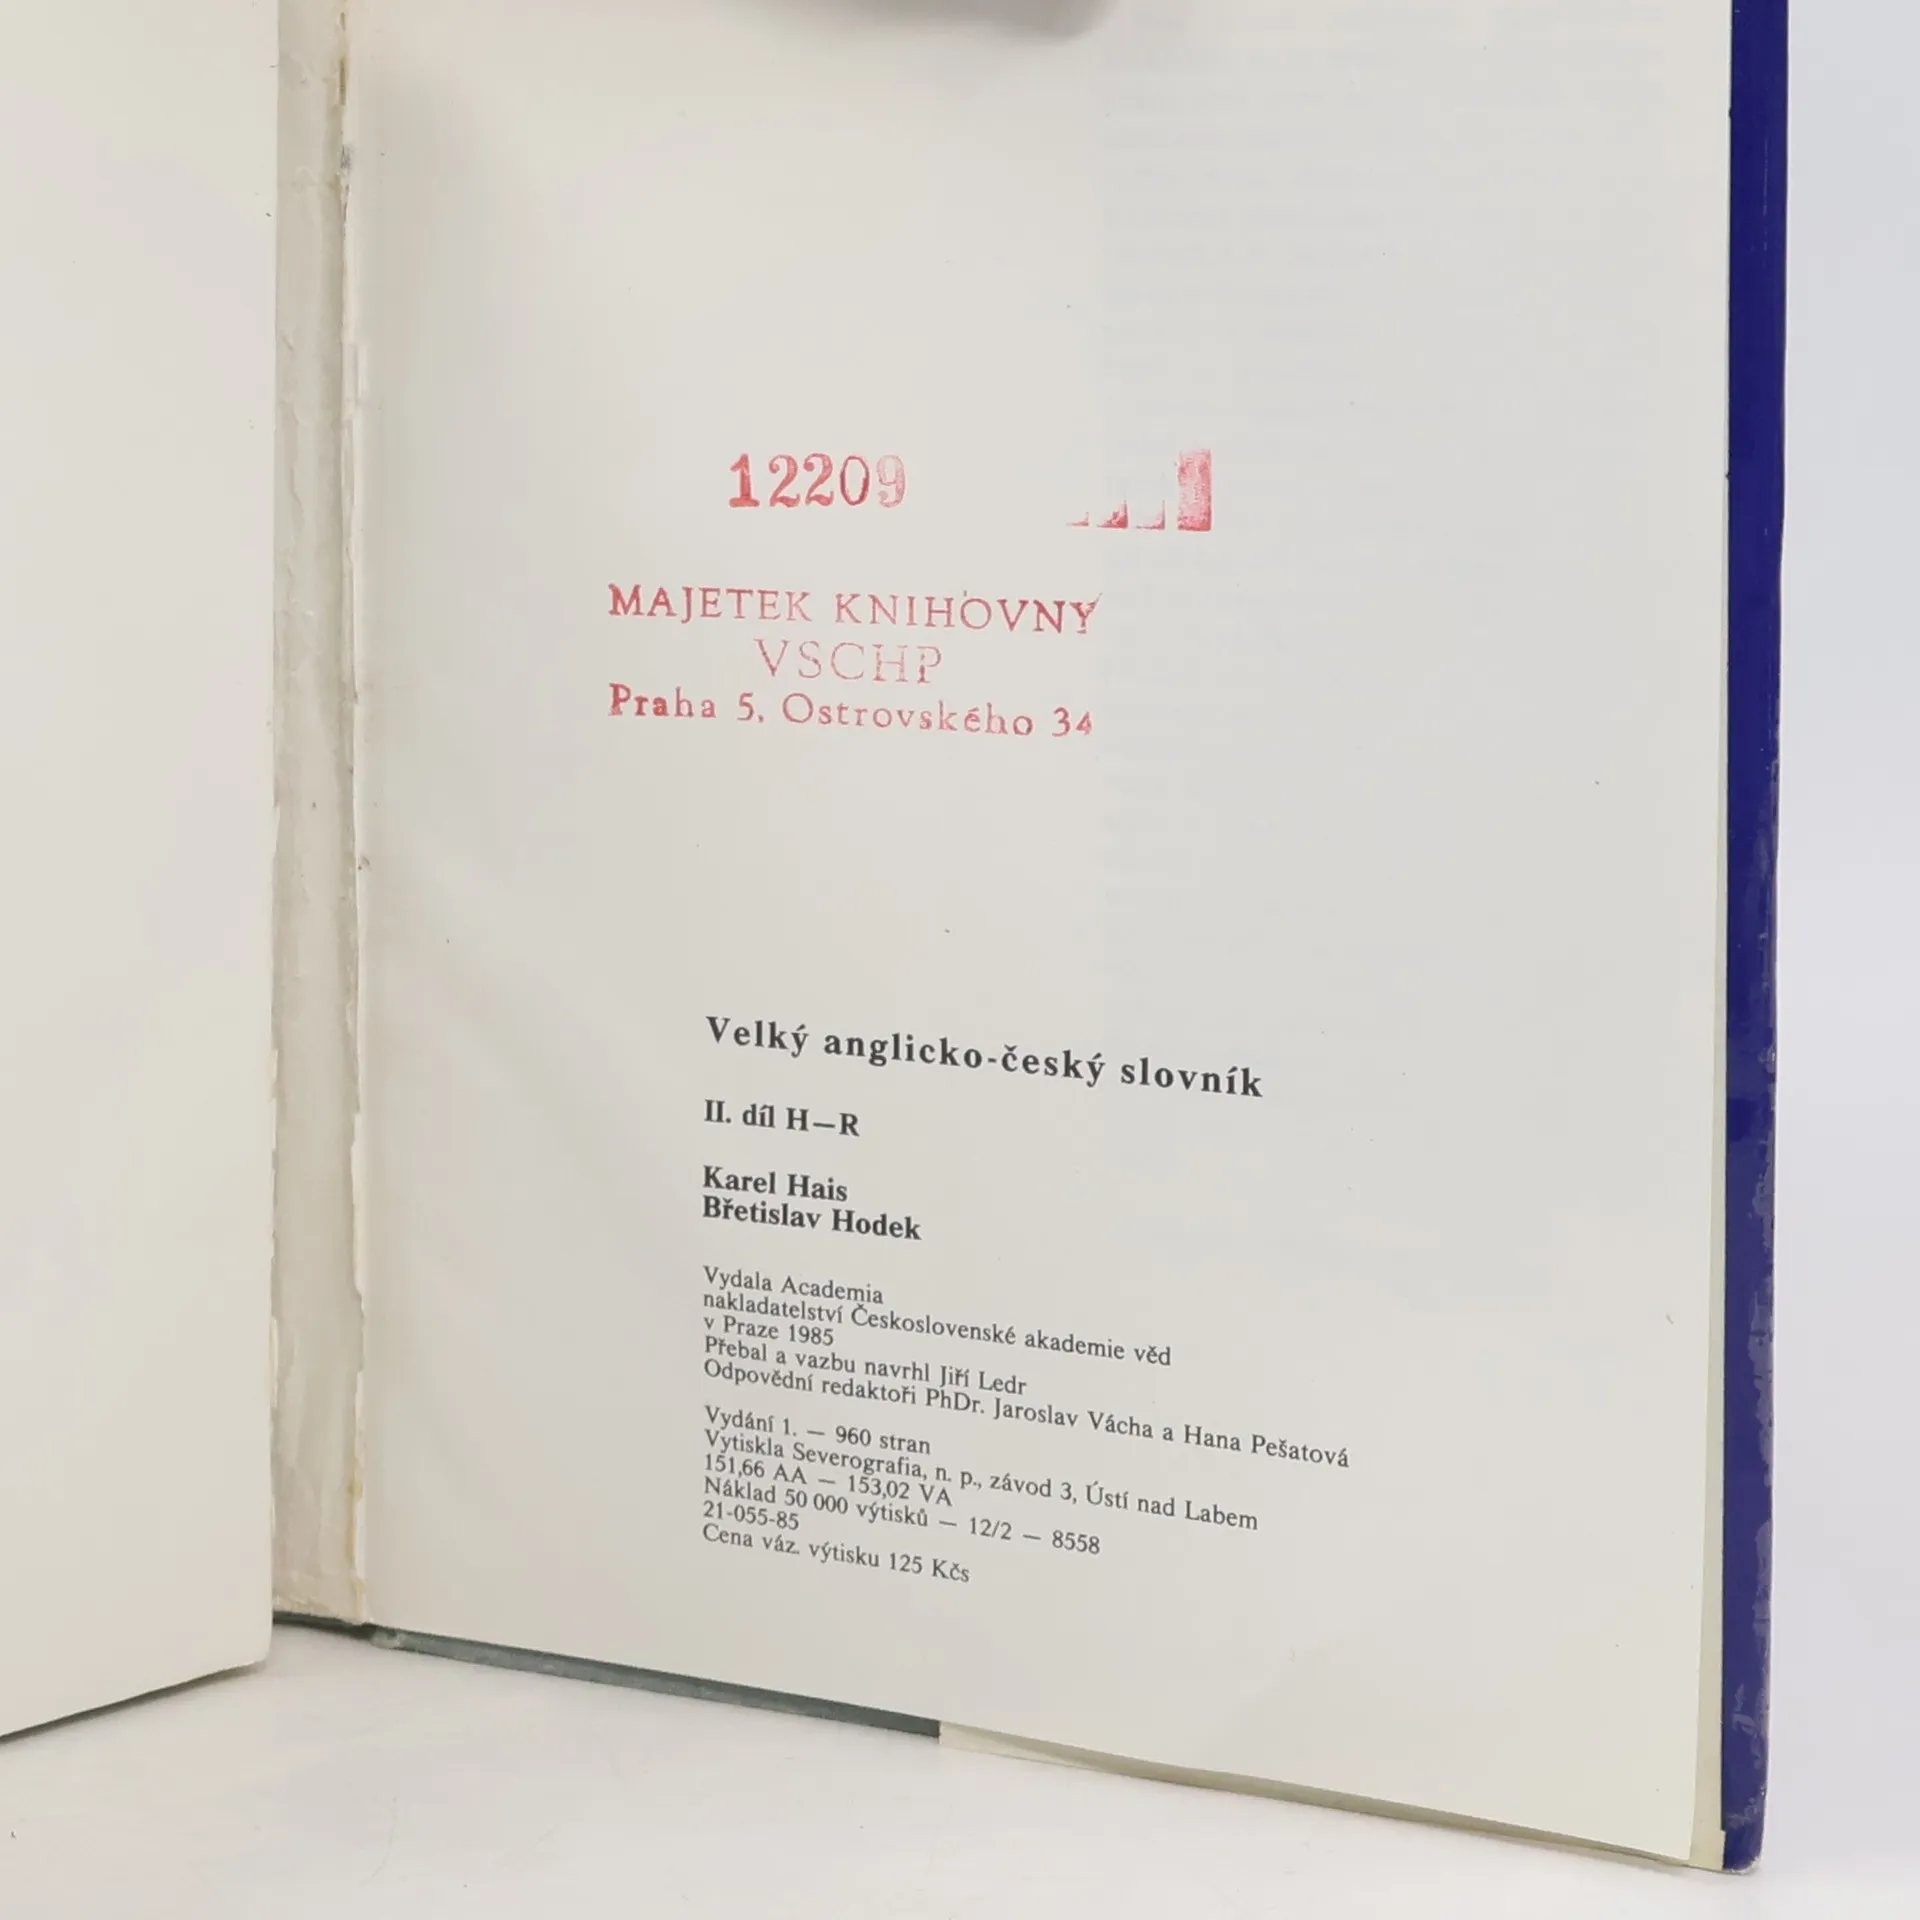 12209
MAJETEK KNIHOVNY
VSCHP
Praha 5, Ostrovského 34
Velký anglicko-český slovník
II. díl H—R
Karel Hais
Břetislav Hodek
Vydala Academia
nakladatelství Československé akademie věd
v Praze 1985
Přebal a vazbu navrhl Jiří Ledr
Odpovědní redaktoři PhDr. Jaroslav Vácha a Hana Pešatová
Vydání 1. — 960 stran
Vytiskla Severografia, n. p., závod 3, Ústí nad Labem
151,66 AA — 153,02 VA
Náklad 50 000 výtisků — 12/2 — 8558
21-055-85
Cena váz. výtisku 125 Kčs